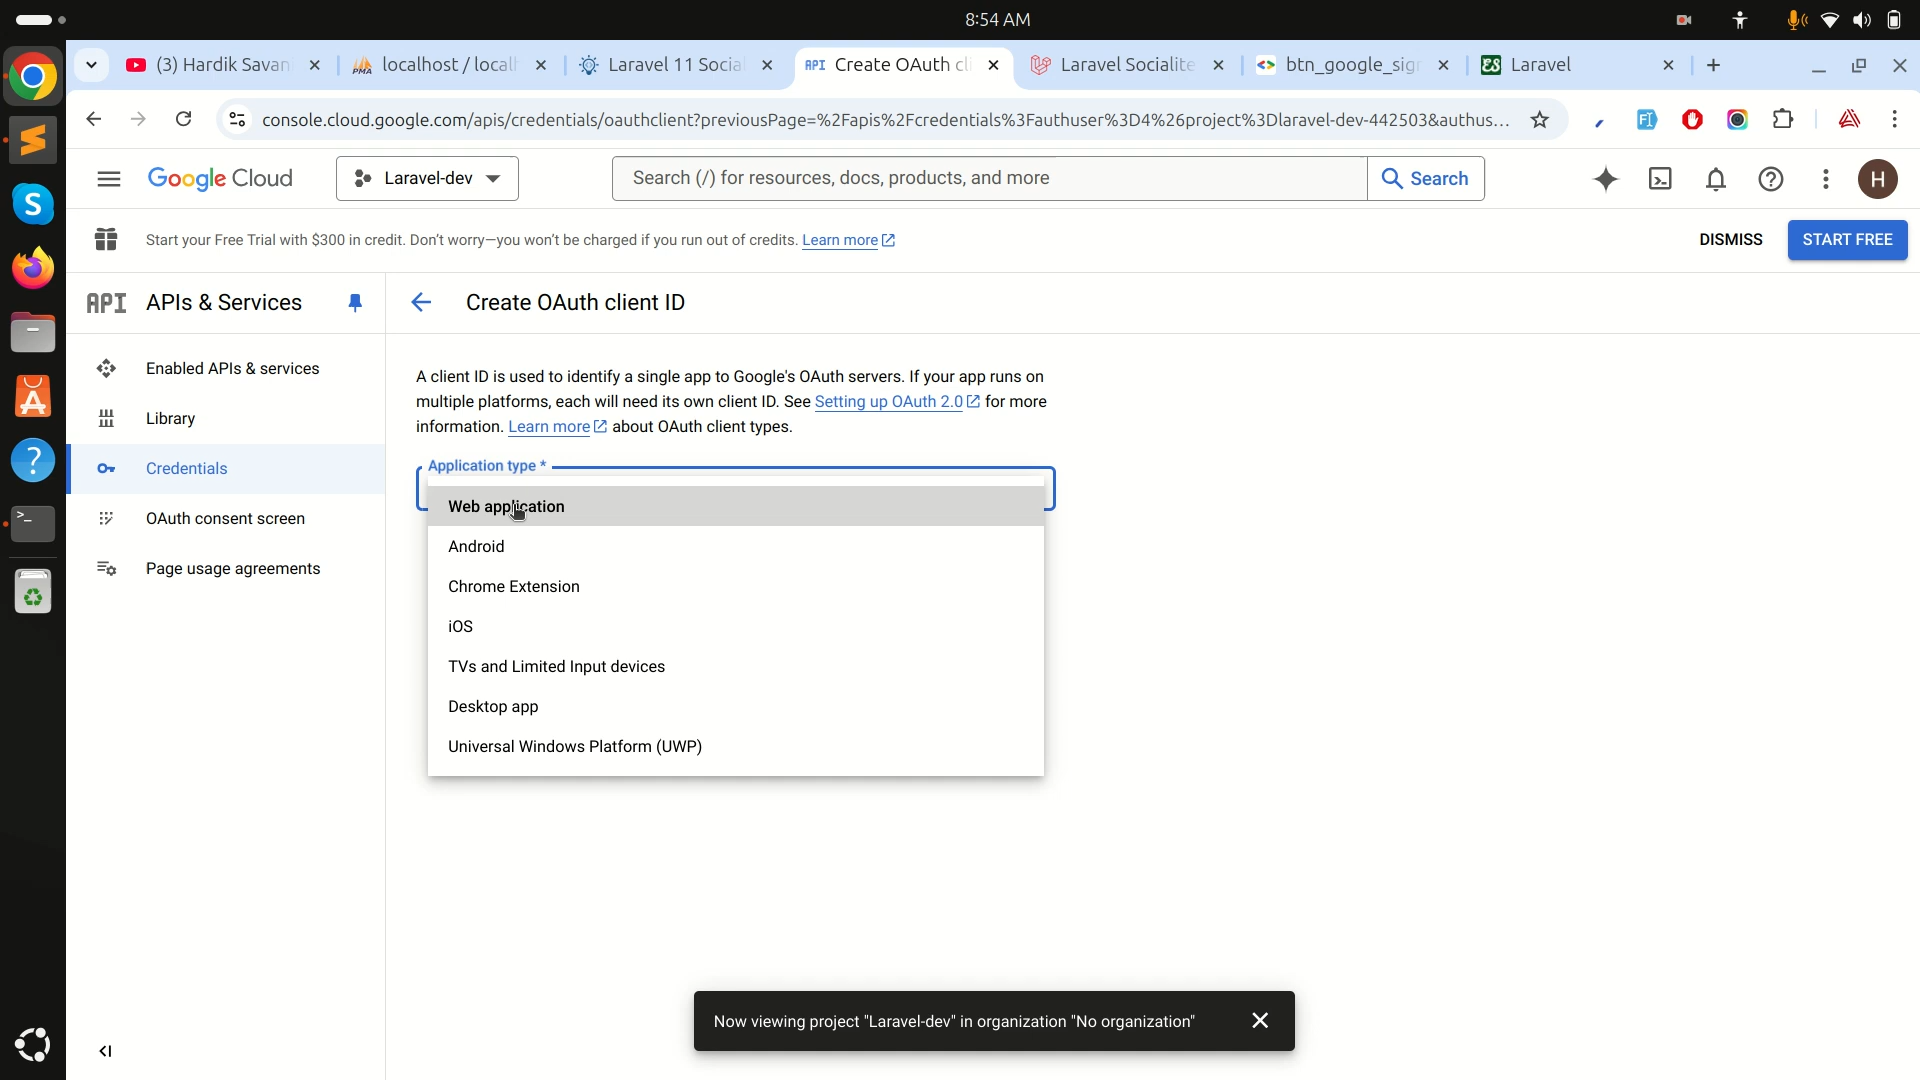 8:54 AM
(3) Hardik Savan
localhost / local
Laravel 11 Socia
API Create OAuth cl
Laravel Socialite
btn_google_sig
ES Laravel
console.cloud.google.com/apis/credentials/oauthclient?previousPage=%2Fapis%2Fcredentials%3Fauthuser%3D4%26project%3Dlaravel-dev-442503&authus...
Google Cloud
Laravel-dev
Search (/) for resources, docs, products, and more
Search
H
Start your Free Trial with $300 in credit. Don't worry—you won't be charged if you run out of credits. Learn more
DISMISS
START FREE
API APIs & Services
Create OAuth client ID
Enabled APIs & services
Library
Credentials
OAuth consent screen
Page usage agreements
A client ID is used to identify a single app to Google's OAuth servers. If your app runs on
multiple platforms, each will need its own client ID. See Setting up OAuth 2.0 for more
information. Learn more about OAuth client types.
Application type *
Web application
Android
Chrome Extension
iOS
TVs and Limited Input devices
Desktop app
Universal Windows Platform (UWP)
Now viewing project "Laravel-dev" in organization "No organization"